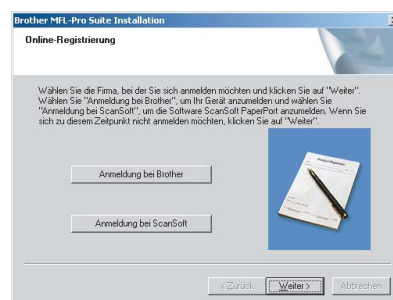 Brother MFL-Pro Suite Installation
Online-Registrierung
Wählen Sie die Firma, bei der Sie sich anmelden möchten und klicken Sie auf "Weiter".
Wählen Sie "Anmeldung bei Brother", um Ihr Gerät anzumelden und wählen Sie
"Anmeldung bei ScanSoft", um die Software ScanSoft PaperPort anzumelden. Wenn Sie
sich zu diesem Zeitpunkt nicht anmelden möchten, klicken Sie auf "Weiter".
Product Registration
Anmeldung bei Brother
Anmeldung bei ScanSoft
< Zurück
Weiter >
Abbrechen